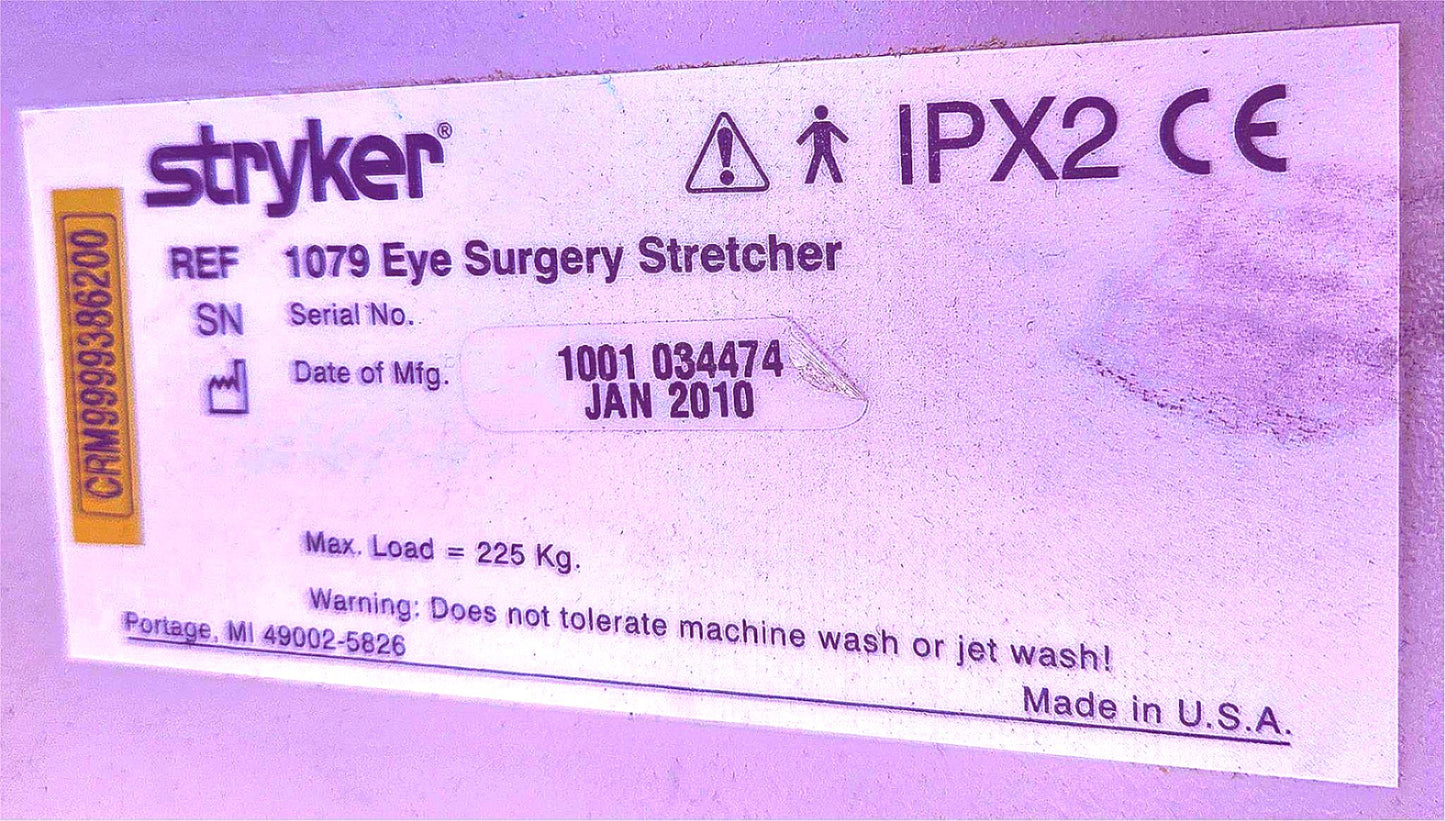 stryker®
IPX2 CE
CRM9999386200
REF 1079 Eye Surgery Stretcher
SN Serial No.
Date of Mfg.
1001 034474
JAN 2010
Max. Load = 225 Kg.
Warning: Does not tolerate machine wash or jet wash!
Portage, MI 49002-5826
Made in U.S.A.